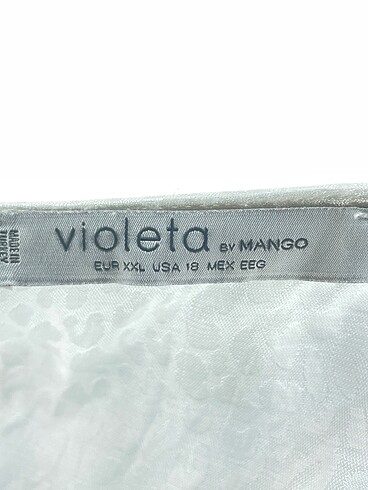 MADE IN
TURKEY
violeta BY MANGO
EUR XXL USA 18 MEX EEG